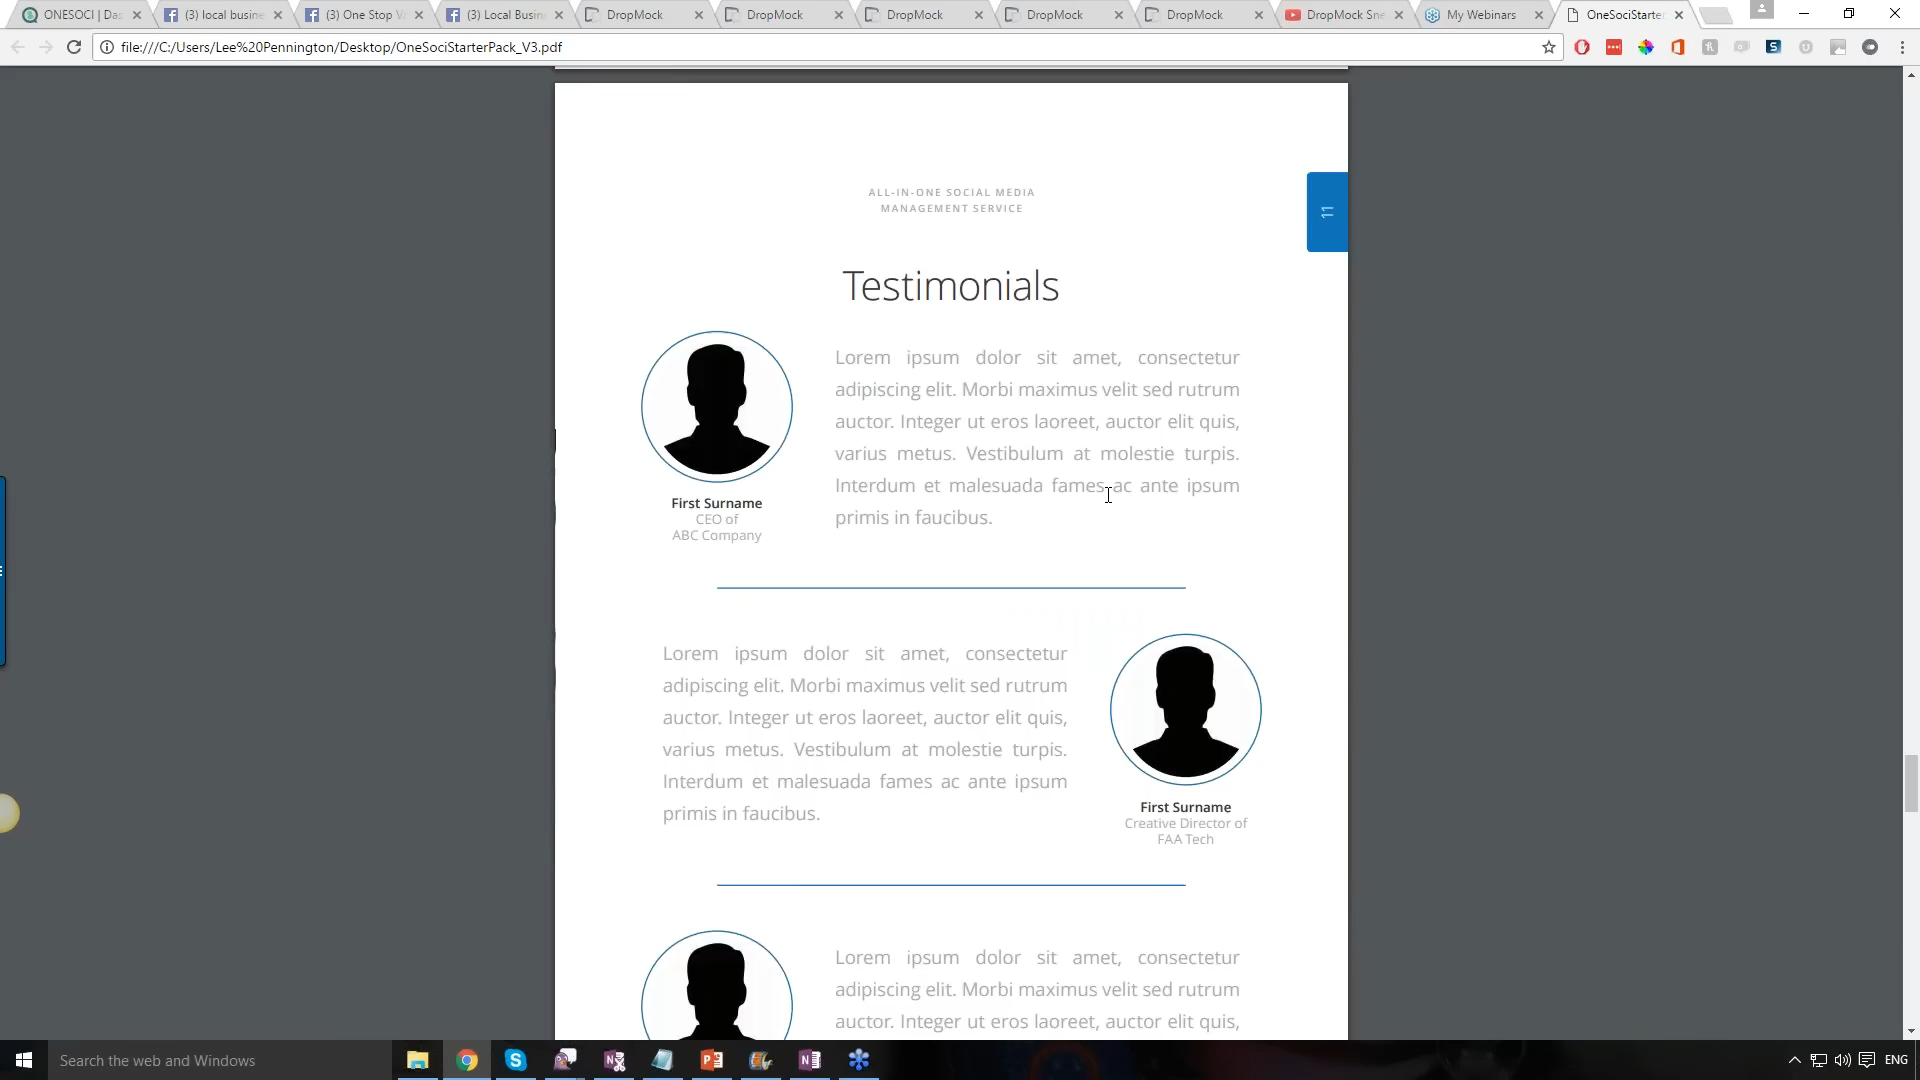 ONESOCI | Das
(3) local busine
(3) One Stop V
(3) Local Busin
DropMock
DropMock
DropMock
DropMock
DropMock
DropMock Sne
My Webinars
OneSociStarter
file:///C:/Users/Lee%20Pennington/Desktop/OneSociStarterPack_V3.pdf
ALL-IN-ONE SOCIAL MEDIA
MANAGEMENT SERVICE
11
Testimonials
Lorem ipsum dolor sit amet, consectetur
adipiscing elit. Morbi maximus velit sed rutrum
auctor. Integer ut eros laoreet, auctor elit quis,
varius metus. Vestibulum at molestie turpis.
Interdum et malesuada fames ac ante ipsum
primis in faucibus.
First Surname
CEO of
ABC Company
Lorem ipsum dolor sit amet, consectetur
adipiscing elit. Morbi maximus velit sed rutrum
auctor. Integer ut eros laoreet, auctor elit quis,
varius metus. Vestibulum at molestie turpis.
Interdum et malesuada fames ac ante ipsum
primis in faucibus.
First Surname
Creative Director of
FAA Tech
Lorem ipsum dolor sit amet, consectetur
adipiscing elit. Morbi maximus velit sed rutrum
auctor. Integer ut eros laoreet, auctor elit quis,
Search the web and Windows
ENG